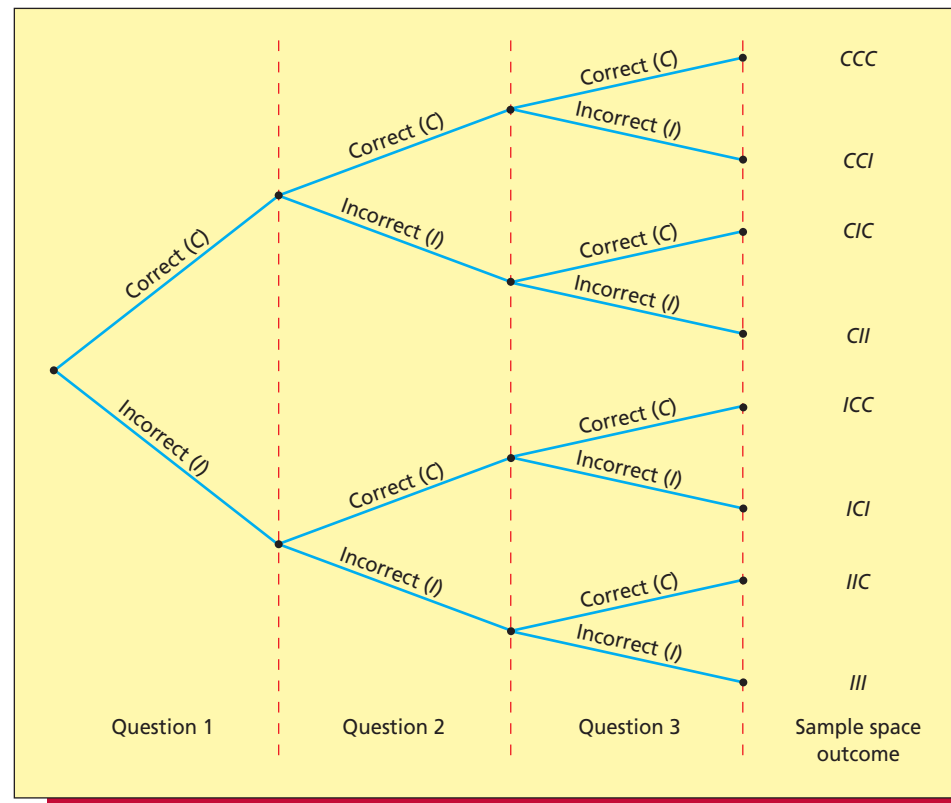 Correct (C)
CCC
Incorrect (I)
CCI
Correct (C)
Correct (C)
Incorrect (I)
Correct (C)
CIC
Incorrect (I)
CII
Incorrect (I)
Correct (C)
Correct (C)
ICC
Incorrect (I)
ICI
Incorrect (I)
Correct (C)
IIC
Incorrect (I)
III
Question 1
Question 2
Question 3
Sample space
outcome